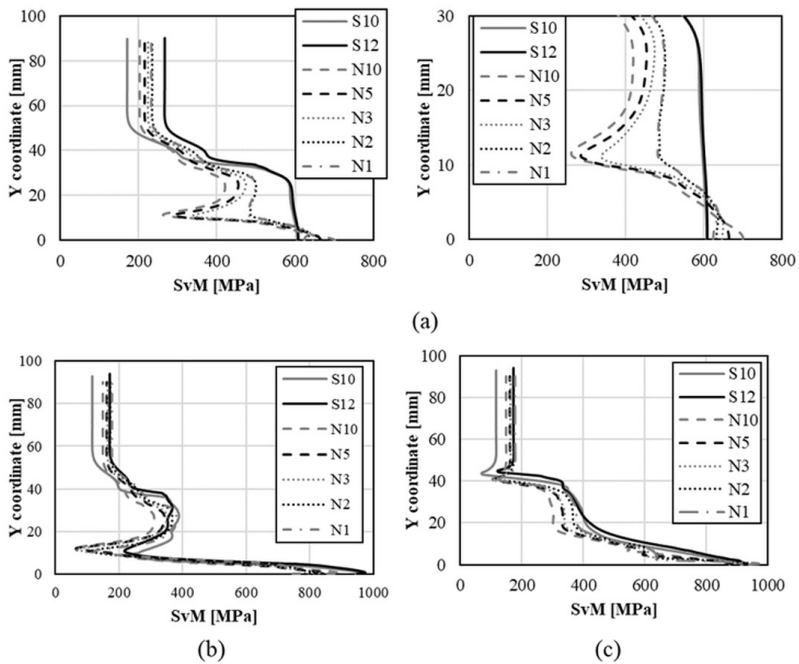 100
80
60
40
20
0
Y coordinate [mm]
0 200 400 600 800
SvM [MPa]
S10
S12
N10
N5
N3
N2
N1
30
20
10
0
Y coordinate [mm]
0 200 400 600 800
SvM [MPa]
S10
S12
N10
N5
N3
N2
N1
(a)
100
80
60
40
20
0
Y coordinate [mm]
0 200 400 600 800 1000
SvM [MPa]
S10
S12
N10
N5
N3
N2
N1
(b)
100
80
60
40
20
0
Y coordinate [mm]
0 200 400 600 800 1000
SvM [MPa]
S10
S12
N10
N5
N3
N2
N1
(c)